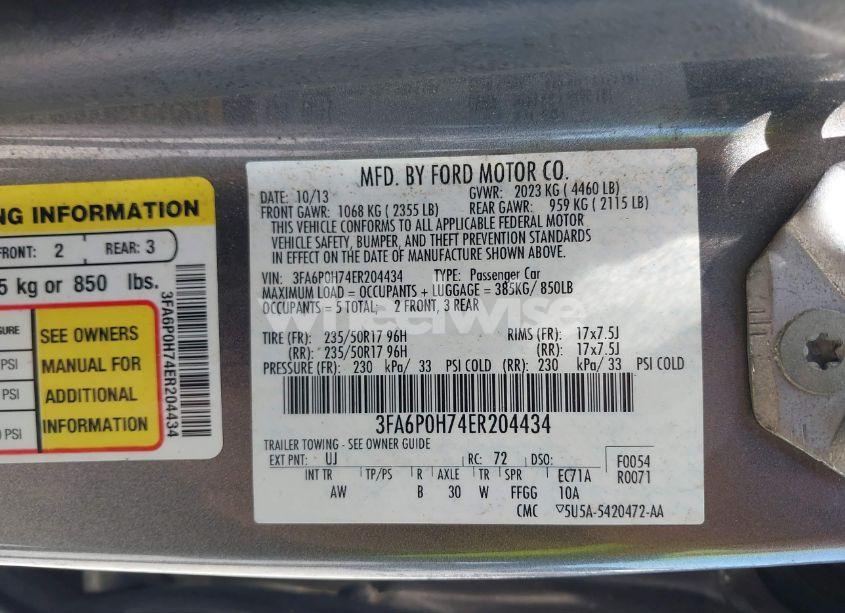 NG INFORMATION
FRONT: 2 REAR: 3
5 kg or 850 lbs.
SEE OWNERS
MANUAL FOR
ADDITIONAL
INFORMATION
PSI
PSI
PSI
3FA6P0H74ER204434
MFD. BY FORD MOTOR CO.
DATE: 10/13 GVWR: 2023 KG ( 4460 LB)
FRONT GAWR: 1068 KG ( 2355 LB) REAR GAWR: 959 KG ( 2115 LB)
THIS VEHICLE CONFORMS TO ALL APPLICABLE FEDERAL MOTOR
VEHICLE SAFETY, BUMPER, AND THEFT PREVENTION STANDARDS
IN EFFECT ON THE DATE OF MANUFACTURE SHOWN ABOVE.
VIN: 3FA6P0H74ER204434 TYPE: Passenger Car
MAXIMUM LOAD = OCCUPANTS + LUGGAGE = 385KG/ 850LB
OCCUPANTS = 5 TOTAL; 2 FRONT, 3 REAR
wheelwise
TIRE (FR): 235/50R17 96H RIMS (FR): 17x7.5J
(RR): 235/50R17 96H (RR): 17x7.5J
PRESSURE (FR): 230 kPa/ 33 PSI COLD (RR): 230 kPa/ 33 PSI COLD
3FA6P0H74ER204434
TRAILER TOWING - SEE OWNER GUIDE
EXT PNT: UJ RC: 72 DSO: F0054
INT TR TP/PS R AXLE TR SPR EC71A R0071
AW B 30 W FFGG 10A
CMC ▽5U5A-5420472-AA